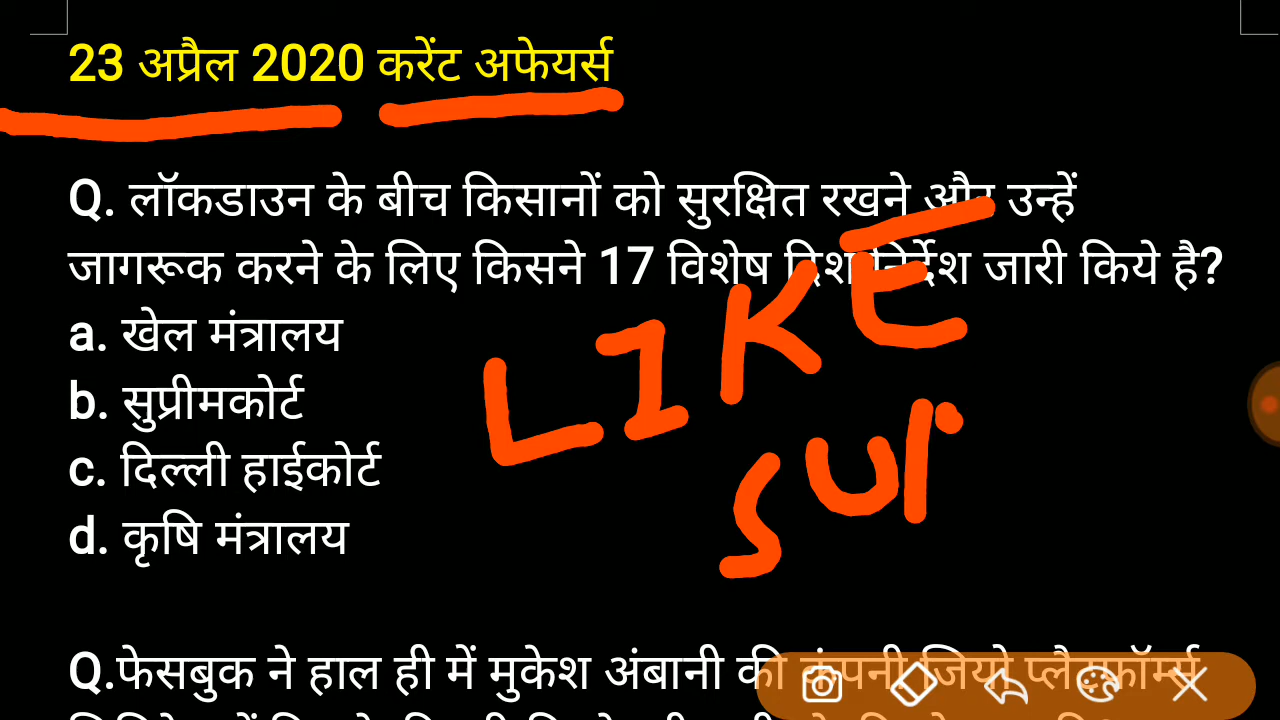 23 अप्रैल 2020 करेंट अफेयर्स
Q. लॉकडाउन के बीच किसानों को सुरक्षित रखने और उन्हें
जागरूक करने के लिए किसने 17 विशेष दिशा निर्देश जारी किये है?
a. खेल मंत्रालय
b. सुप्रीमकोर्ट
c. दिल्ली हाईकोर्ट
d. कृषि मंत्रालय
LIKE
SU
Q.फेसबुक ने हाल ही में मुकेश अंबानी की कंपनी जियो प्लैटफ़ॉर्म्स